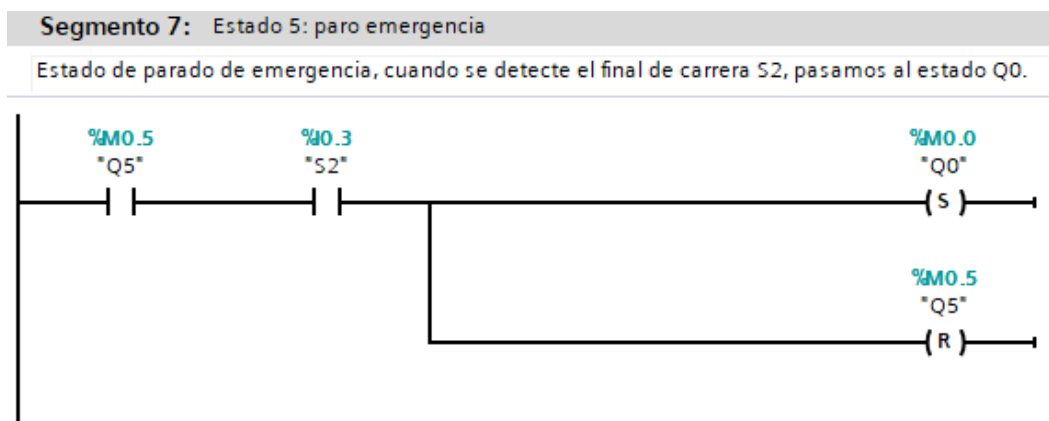 Segmento 7: Estado 5: paro emergencia
Estado de parado de emergencia, cuando se detecte el final de carrera S2, pasamos al estado Q0.
%M0.5 %I0.3 %M0.0
"Q5" "S2" "Q0"
S
%M0.5
"Q5"
R